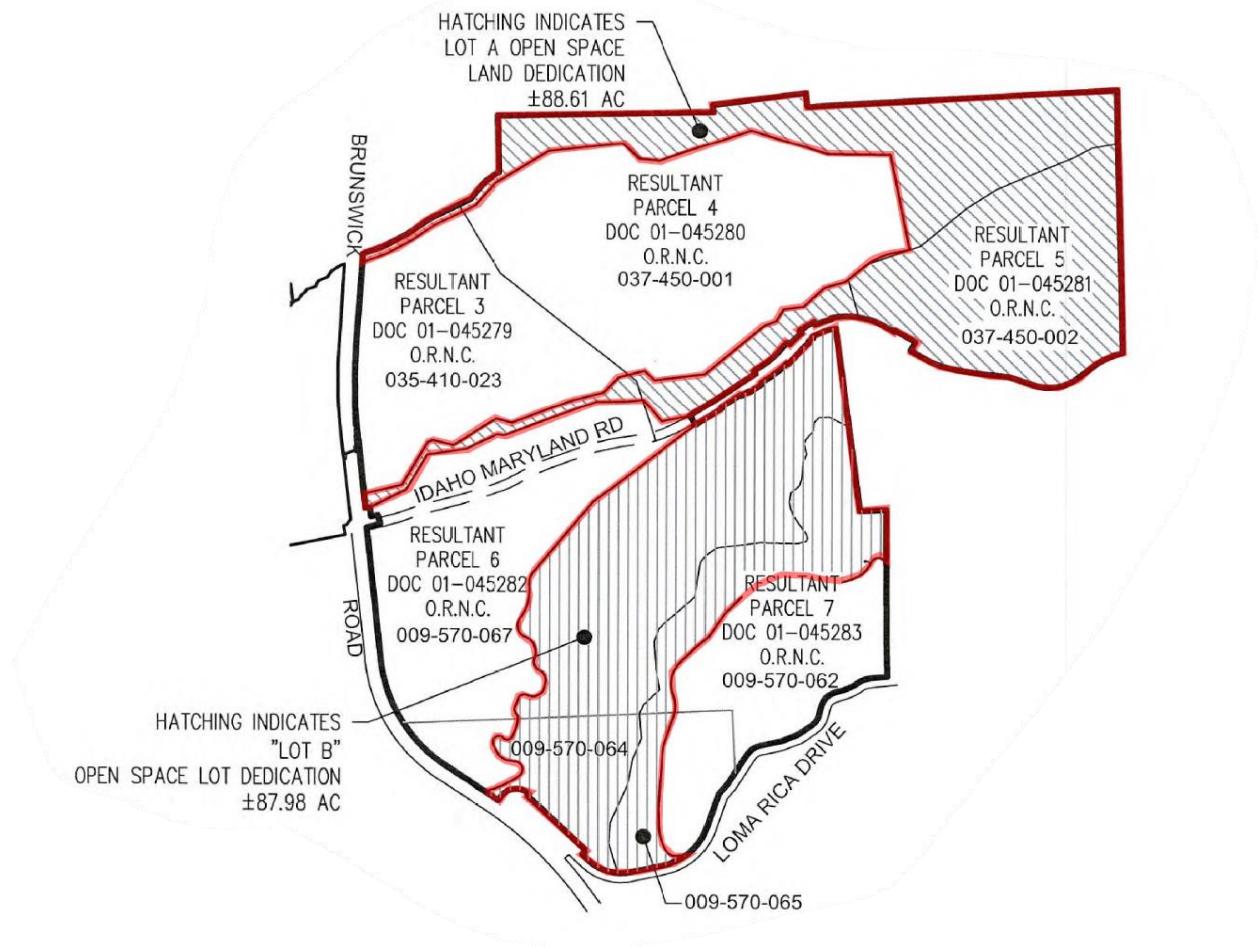 HATCHING INDICATES
LOT A OPEN SPACE
LAND DEDICATION
±88.61 AC
BRUNSWICK
RESULTANT
PARCEL 4
DOC 01-045280
O.R.N.C.
037-450-001
RESULTANT
PARCEL 5
DOC 01-045281
O.R.N.C.
037-450-002
RESULTANT
PARCEL 3
DOC 01-045279
O.R.N.C.
035-410-023
IDAHO MARYLAND RD
RESULTANT
PARCEL 6
DOC 01-045282
O.R.N.C.
009-570-067
ROAD
RESULTANT
PARCEL 7
DOC 01-045283
O.R.N.C.
009-570-062
HATCHING INDICATES
"LOT B"
OPEN SPACE LOT DEDICATION
±87.98 AC
009-570-064
LOMA RICA DRIVE
009-570-065